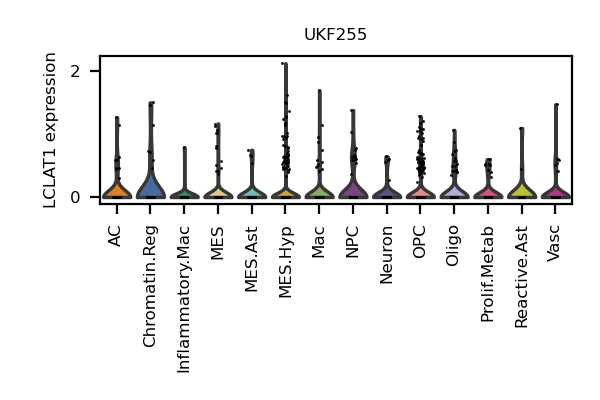 UKF255
LCLAT1 expression
2
0
AC
Chromatin.Reg
Inflammatory.Mac
MES
MES.Ast
MES.Hyp
Mac
NPC
Neuron
OPC
Oligo
Prolif.Metab
Reactive.Ast
Vasc